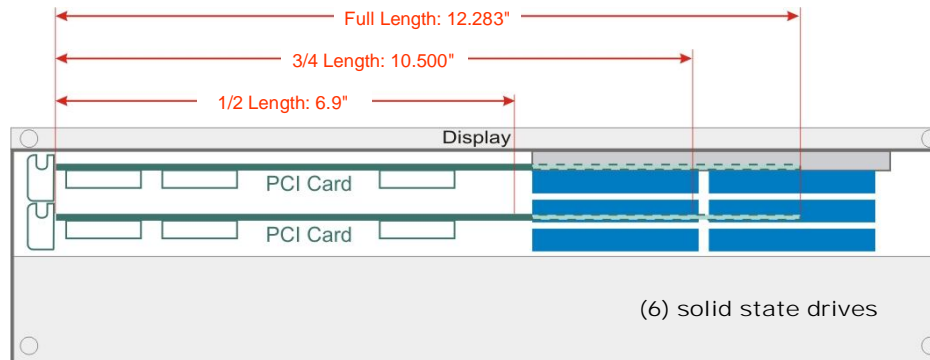 Full Length: 12.283"
3/4 Length: 10.500"
1/2 Length: 6.9"
Display
PCI Card
PCI Card
(6) solid state drives